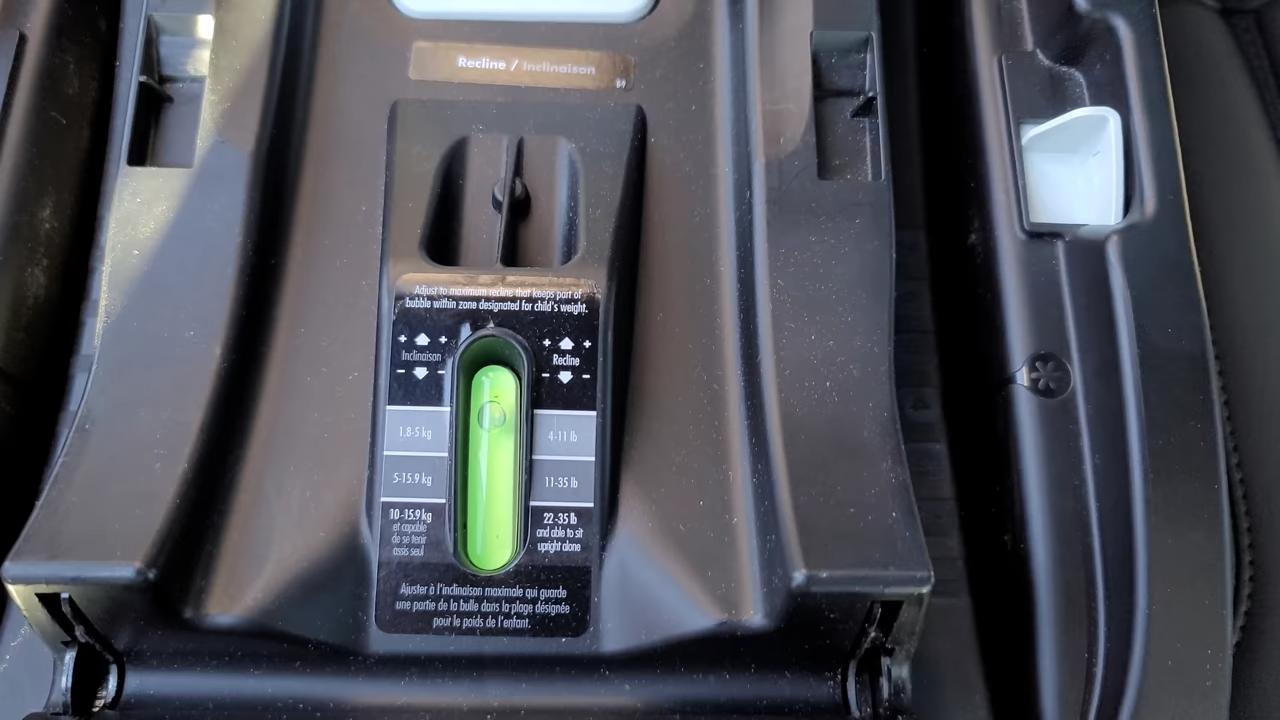 Recline / Inclinaison
Adjust to maximum recline that keeps part of
bubble within zone designated for child's weight.
+ +
Inclinaison
- -
+ +
Recline
- -
1.8-5 kg
4-11 lb
5-15.9 kg
11-35 lb
10-15.9 kg
et capable
de se tenir
assis seul
22-35 lb
and able to sit
upright alone
Ajuster à l'inclinaison maximale qui guarde
une partie de la bulle dans la plage désignée
pour le poids de l'enfant.